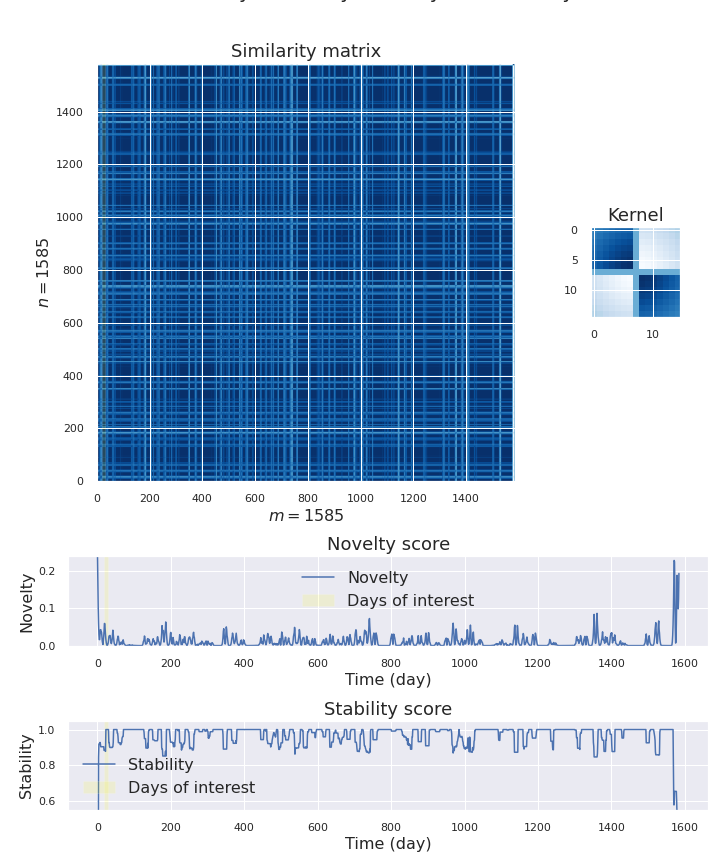 Similarity matrix
1400
1200
1000
800
600
400
200
0
n = 1585
0 200 400 600 800 1000 1200 1400
m = 1585
Kernel
0
5
10
0 10
Novelty score
0.2
0.1
0.0
Novelty
Novelty
Days of interest
0 200 400 600 800 1000 1200 1400 1600
Time (day)
Stability score
1.0
0.8
0.6
Stability
Stability
Days of interest
0 200 400 600 800 1000 1200 1400 1600
Time (day)